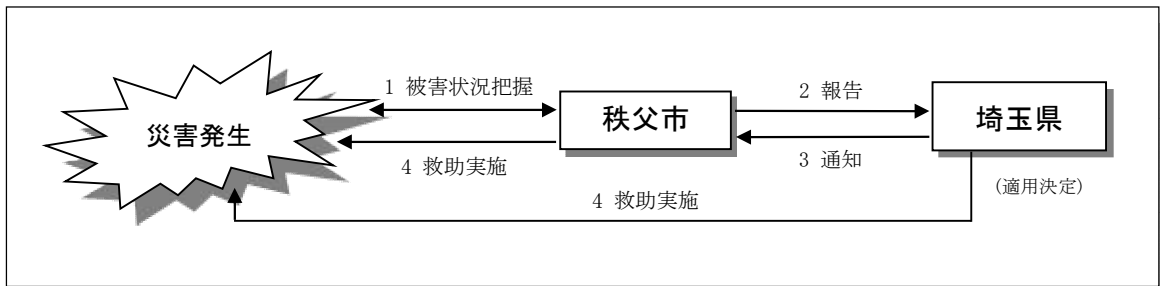 1 被害状況把握
2 報告
災害発生
秩父市
埼玉県
4 救助実施
3 通知
(適用決定)
4 救助実施